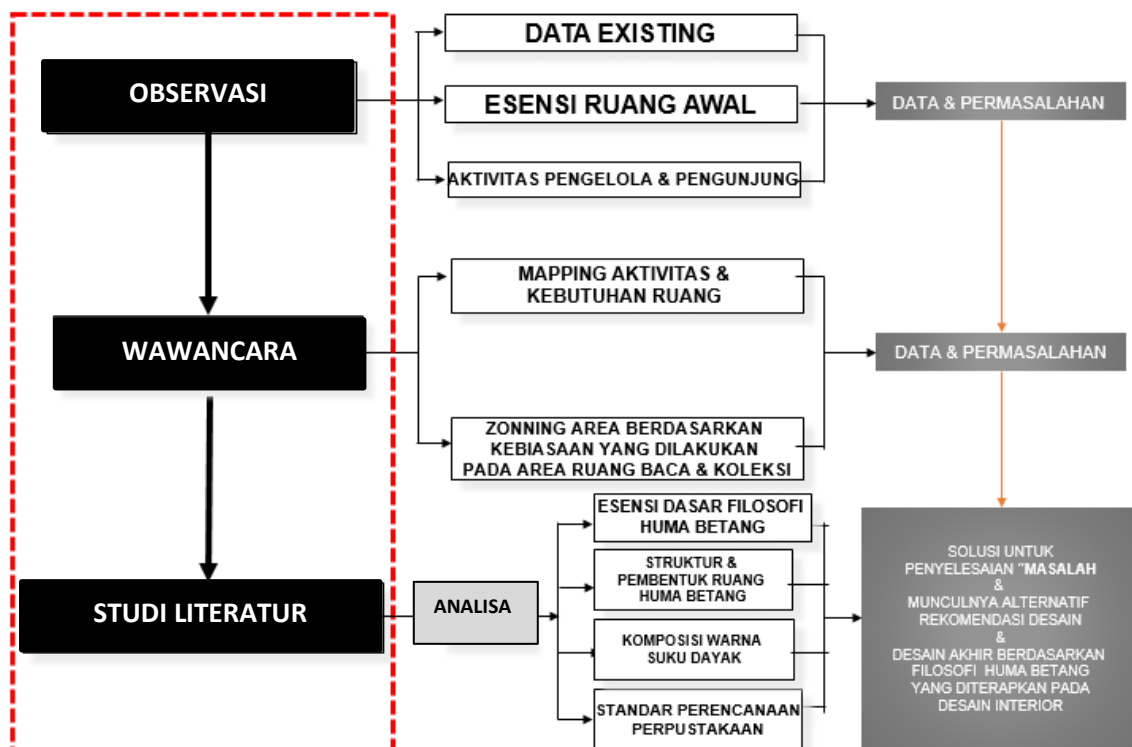 OBSERVASI
DATA EXISTING
ESENSI RUANG AWAL
AKTIVITAS PENGELOLA & PENGUNJUNG
DATA & PERMASALAHAN
WAWANCARA
MAPPING AKTIVITAS &
KEBUTUHAN RUANG
ZONNING AREA BERDASARKAN
KEBIASAAN YANG DILAKUKAN
PADA AREA RUANG BACA & KOLEKSI
DATA & PERMASALAHAN
STUDI LITERATUR
ANALISA
ESENSI DASAR FILOSOFI
HUMA BETANG
STRUKTUR &
PEMBENTUK RUANG
HUMA BETANG
KOMPOSISI WARNA
SUKU DAYAK
STANDAR PERENCANAAN
PERPUSTAKAAN
SOLUSI UNTUK
PENYELESAIAN "MASALAH
&
MUNCULNYA ALTERNATIF
REKOMENDASI DESAIN
&
DESAIN AKHIR BERDASARKAN
FILOSOFI HUMA BETANG
YANG DITERAPKAN PADA
DESAIN INTERIOR